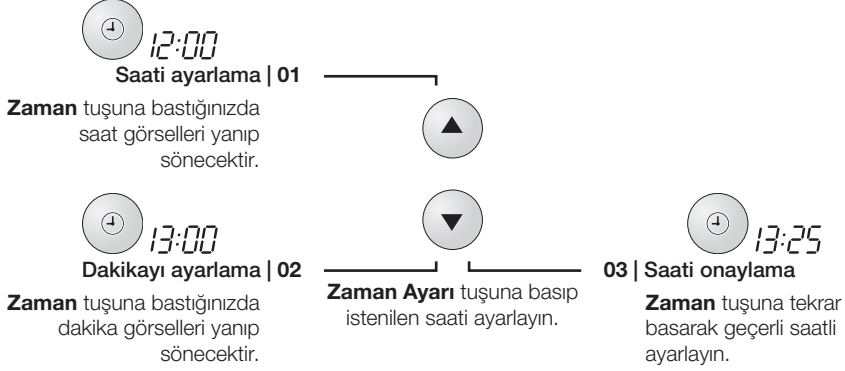 12:00
Saati ayarlama | 01
Zaman tuşuna bastığınızda
saat görselleri yanıp
sönecektir.
13:00
Dakikayı ayarlama | 02
Zaman tuşuna bastığınızda
dakika görselleri yanıp
sönecektir.
Zaman Ayarı tuşuna basıp
istenilen saati ayarlayın.
13:25
03 | Saati onaylama
Zaman tuşuna tekrar
basarak geçerli saatli
ayarlayın.